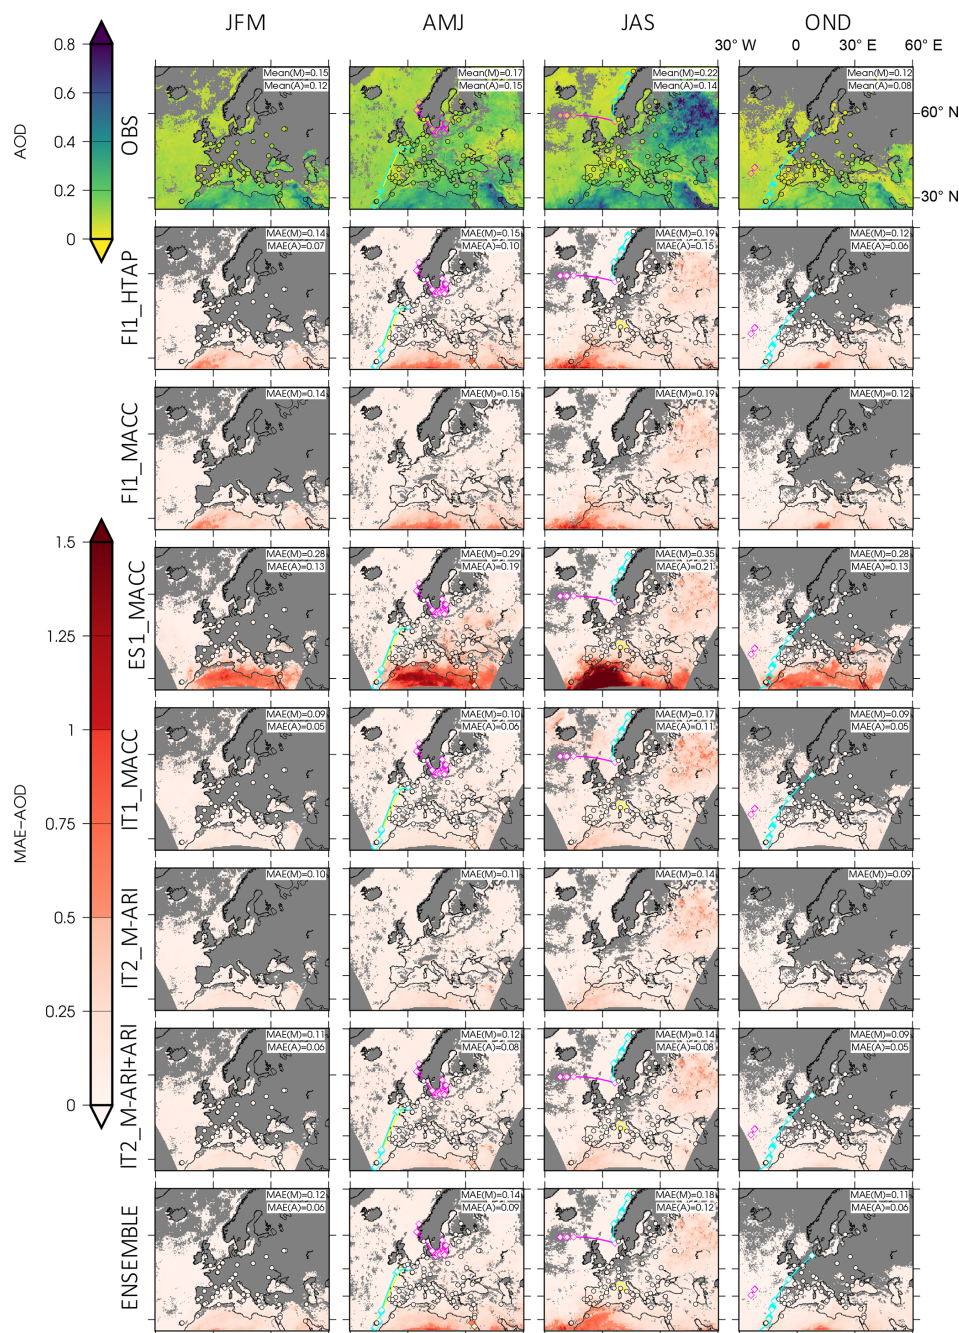 JFM AMJ JAS OND
30° W 0 30° E 60° E
AOD
0.8
0.6
0.4
0.2
0
OBS
Mean(M)=0.15 Mean(M)=0.17 Mean(M)=0.22 Mean(M)=0.12
Mean(A)=0.12 Mean(A)=0.15 Mean(A)=0.14 Mean(A)=0.08
60° N
30° N
FI1_HTAP
MAE(M)=0.14 MAE(M)=0.15 MAE(M)=0.19 MAE(M)=0.12
MAE(A)=0.07 MAE(A)=0.10 MAE(A)=0.15 MAE(A)=0.06
FI1_MACC
MAE(M)=0.14 MAE(M)=0.15 MAE(M)=0.19 MAE(M)=0.12
MAE-AOD
1.5
1.25
1
0.75
0.5
0.25
0
ES1_MACC
MAE(M)=0.28 MAE(M)=0.29 MAE(M)=0.35 MAE(M)=0.28
MAE(A)=0.13 MAE(A)=0.19 MAE(A)=0.21 MAE(A)=0.13
IT1_MACC
MAE(M)=0.09 MAE(M)=0.10 MAE(M)=0.17 MAE(M)=0.09
MAE(A)=0.05 MAE(A)=0.06 MAE(A)=0.11 MAE(A)=0.05
IT2_M-ARI
MAE(M)=0.10 MAE(M)=0.11 MAE(M)=0.14 MAE(M)=0.09
IT2_M-ARI+ARI
MAE(M)=0.11 MAE(M)=0.12 MAE(M)=0.14 MAE(M)=0.09
MAE(A)=0.06 MAE(A)=0.08 MAE(A)=0.08 MAE(A)=0.05
ENSEMBLE
MAE(M)=0.12 MAE(M)=0.14 MAE(M)=0.18 MAE(M)=0.11
MAE(A)=0.06 MAE(A)=0.09 MAE(A)=0.12 MAE(A)=0.06